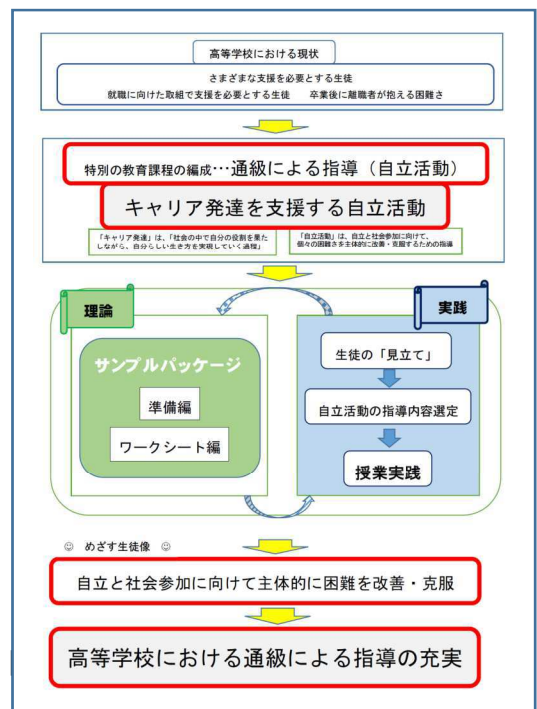 高等学校における現状
さまざまな支援を必要とする生徒
就職に向けた取組で支援を必要とする生徒　卒業後に離職者が抱える困難さ
特別の教育課程の編成…通級による指導（自立活動）
キャリア発達を支援する自立活動
「キャリア発達」は、「社会の中で自分の役割を果たしながら、自分らしい生き方を実現していく過程」
「自立活動」は、自立と社会参加に向けて、
個々の困難さを主体的に改善・克服するための指導
理論
サンプルパッケージ
準備編
ワークシート編
実践
生徒の「見立て」
自立活動の指導内容選定
授業実践
☺ めざす生徒像 ☺
自立と社会参加に向けて主体的に困難を改善・克服
高等学校における通級による指導の充実